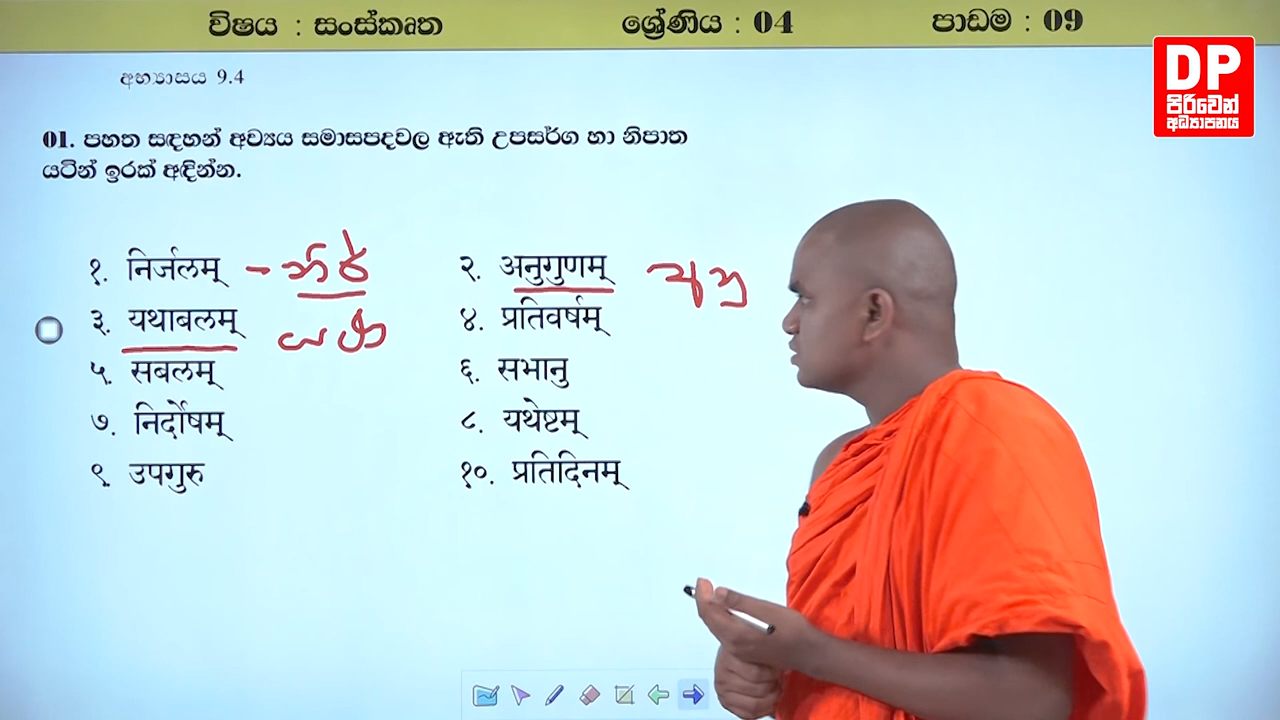 විෂය : සංස්කෘත ශ්‍රේණිය : 04 පාඩම : 09
DP
පිරිවෙන්
අධ්‍යාපනය
අභ්‍යාසය 9.4
01. පහත සඳහන් අව්‍යය සමාසපදවල ඇති උපසර්ග හා නිපාත
යටින් ඉරක් අඳින්න.
१. निर्जलम् - නිර් २. अनुगुणम् අනු
३. यथाबलम् යථා ४. प्रतिवर्षम्
५. सबलम् ६. सभानु
७. निर्दोषम् ८. यथेष्टम्
९. उपगुरु १०. प्रतिदिनम्